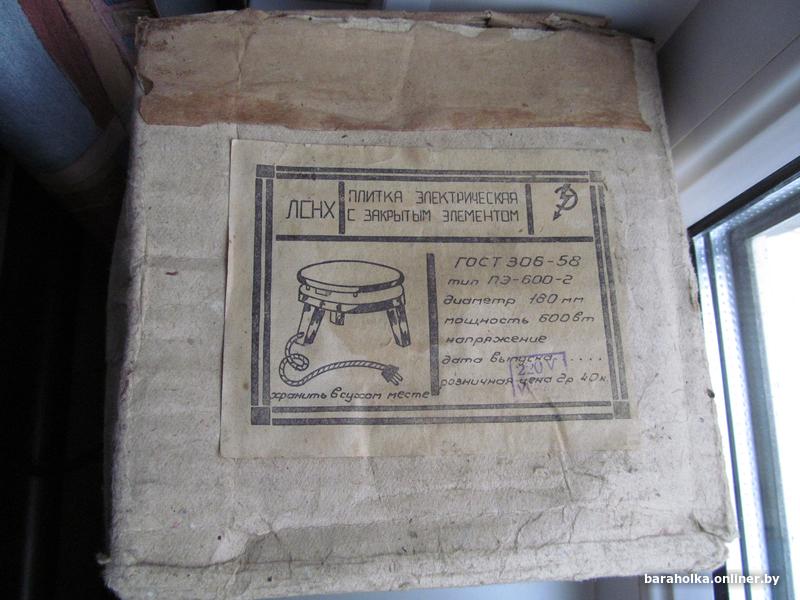 ЛСНХ
ПЛИТКА ЭЛЕКТРИЧЕСКАЯ
С ЗАКРЫТЫМ ЭЛЕМЕНТОМ
ГОСТ 306-58
тип ПЭ-600-2
диаметр 180 мм
мощность 600 вт
напряжение
дата выпуска.....
220 V
розничная цена 2р 40к
хранить в сухом месте
baraholka.onliner.by